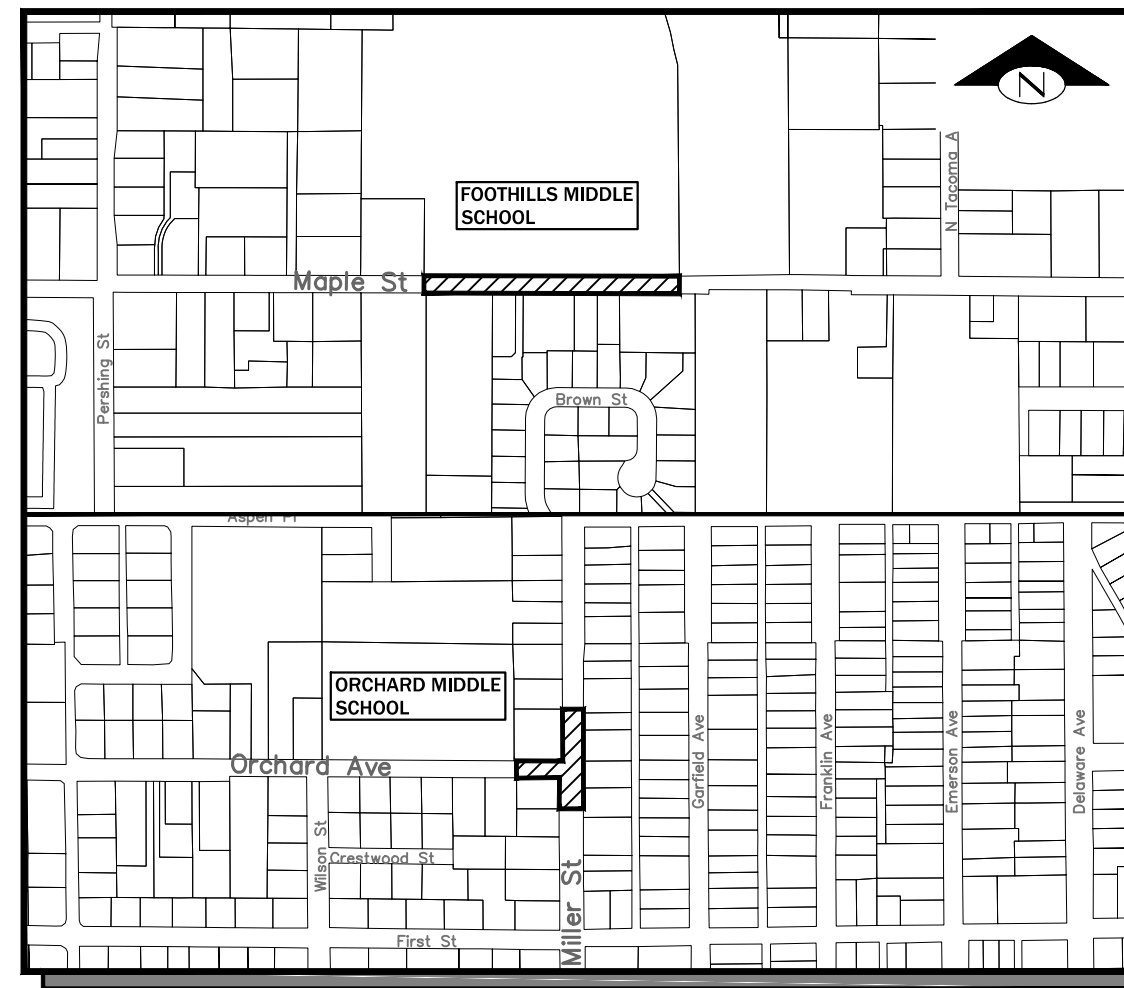 N
N Tacoma A
FOOTHILLS MIDDLE
SCHOOL
Maple St
Pershing St
Brown St
Aspen Pl
ORCHARD MIDDLE
SCHOOL
Orchard Ave
Garfield Ave
Franklin Ave
Emerson Ave
Delaware Ave
Wilson St
Crestwood St
Miller St
First St